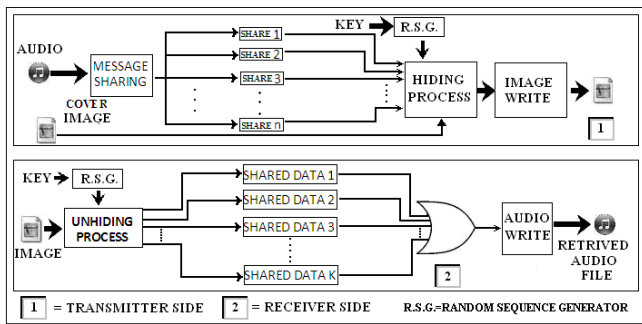 KEY R.S.G.
AUDIO
MESSAGE
SHARING
SHARE 1
SHARE 2
SHARE 3
SHARE n
HIDING
PROCESS
IMAGE
WRITE
COVER
IMAGE
1
KEY R.S.G.
UNHIDING
PROCESS
IMAGE
SHARED DATA 1
SHARED DATA 2
SHARED DATA 3
SHARED DATA K
2
AUDIO
WRITE
RETRIVED
AUDIO
FILE
1 = TRANSMITTER SIDE 2 = RECEIVER SIDE R.S.G.=RANDOM SEQUENCE GENERATOR